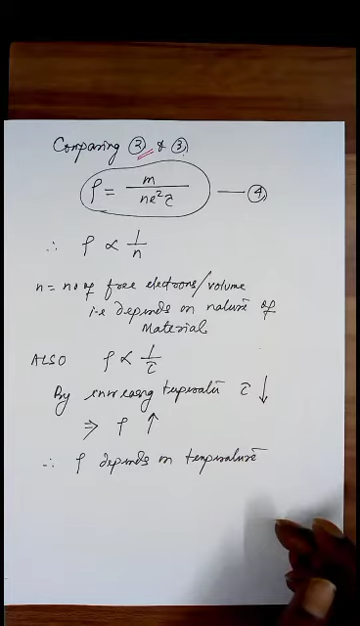 Comparing ② & ③
ρ = m / ne²τ — ④
∴ ρ ∝ 1/n
n = no of free electrons/volume
i.e depends on nature of
Material
ALSO ρ ∝ 1/τ
By increasing τ ↓
⇒ ρ ↑
∴ ρ depends on temperature